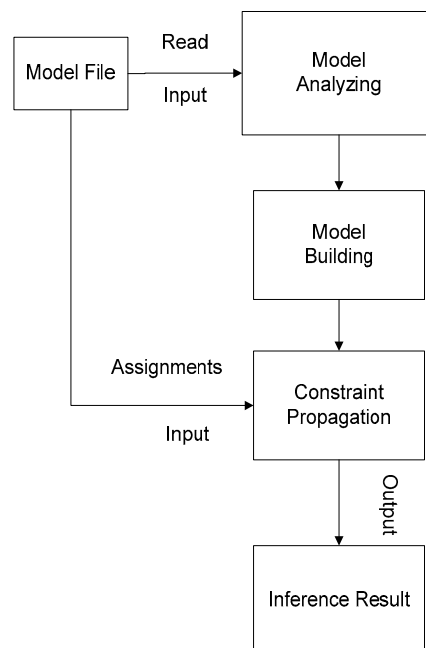 Read
Model File
Input
Model
Analyzing
Model
Building
Assignments
Input
Constraint
Propagation
Output
Inference Result